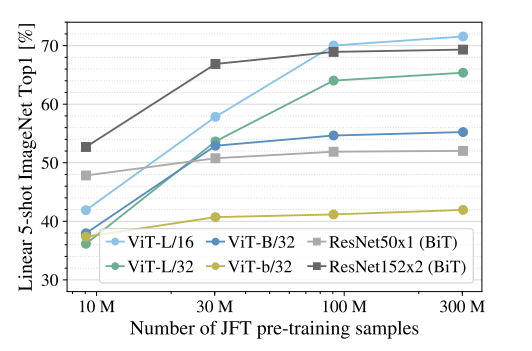 Linear 5-shot ImageNet Top1 [%]
70
60
50
40
30
ViT-L/16 ViT-B/32 ResNet50x1 (BiT)
ViT-L/32 ViT-b/32 ResNet152x2 (BiT)
10 M 30 M 100 M 300 M
Number of JFT pre-training samples